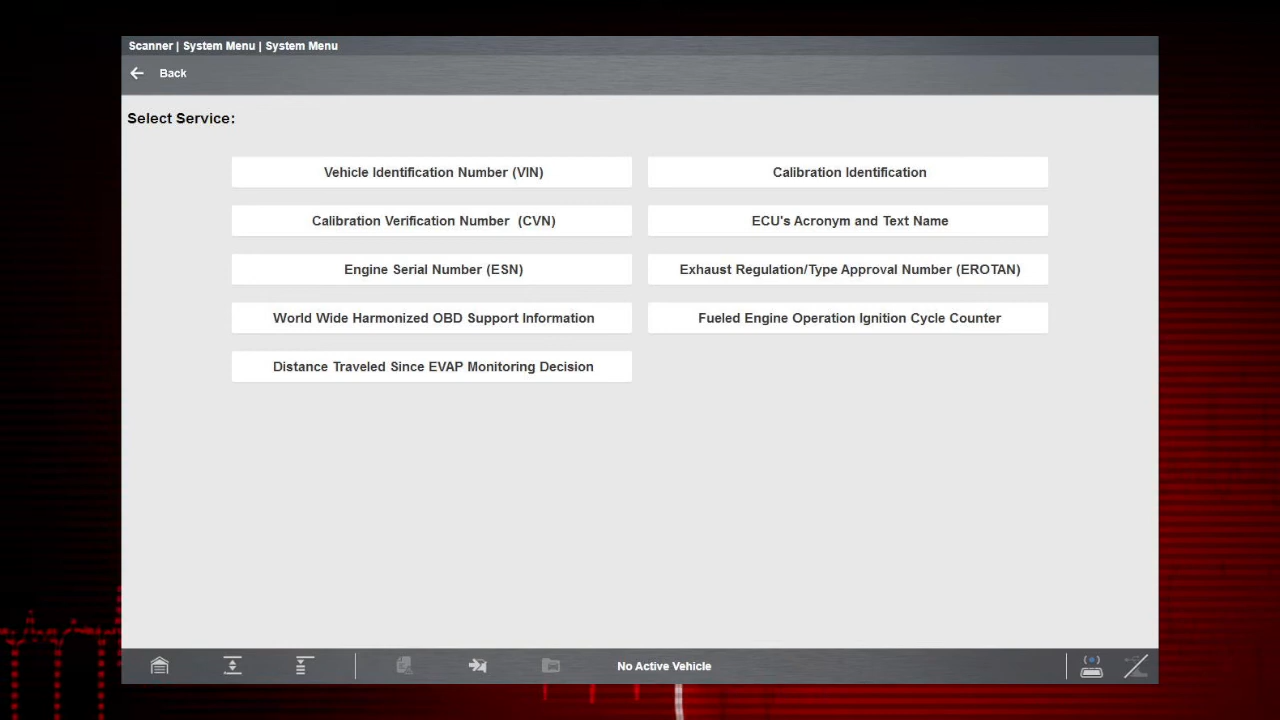 Scanner | System Menu | System Menu
Back
Select Service:
Vehicle Identification Number (VIN)
Calibration Identification
Calibration Verification Number (CVN)
ECU's Acronym and Text Name
Engine Serial Number (ESN)
Exhaust Regulation/Type Approval Number (EROTAN)
World Wide Harmonized OBD Support Information
Fueled Engine Operation Ignition Cycle Counter
Distance Traveled Since EVAP Monitoring Decision
No Active Vehicle